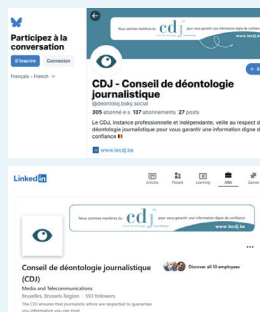 Nous sommes membres du cdj pour vous garantir une information digne de confiance
www.lecdj.be
Participez à la
conversation
S'inscrire Connexion
Français – French
CDJ - Conseil de déontologie
journalistique
@deontoloj.bsky.social
305 abonné·e·s 137 abonnements 27 posts
Le CDJ, instance professionnelle et indépendante, veille au respect d
déontologie journalistique pour vous garantir une information digne d
confiance
www.lecdj.be
Linked in
Articles People Learning Jobs Games
Nous sommes membres du cdj pour vous garantir une information digne de confiance
www.lecdj.be
Conseil de déontologie journalistique
(CDJ)
Discover all 10 employees
Media and Telecommunications
Bruxelles, Brussels Region · 593 followers
The CDJ ensures that journalistic ethics are respected to guarantee
you information you can trust